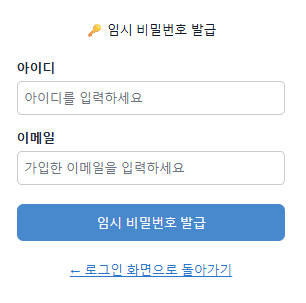 🔑 임시 비밀번호 발급
아이디
아이디를 입력하세요
이메일
가입한 이메일을 입력하세요
임시 비밀번호 발급
← 로그인 화면으로 돌아가기